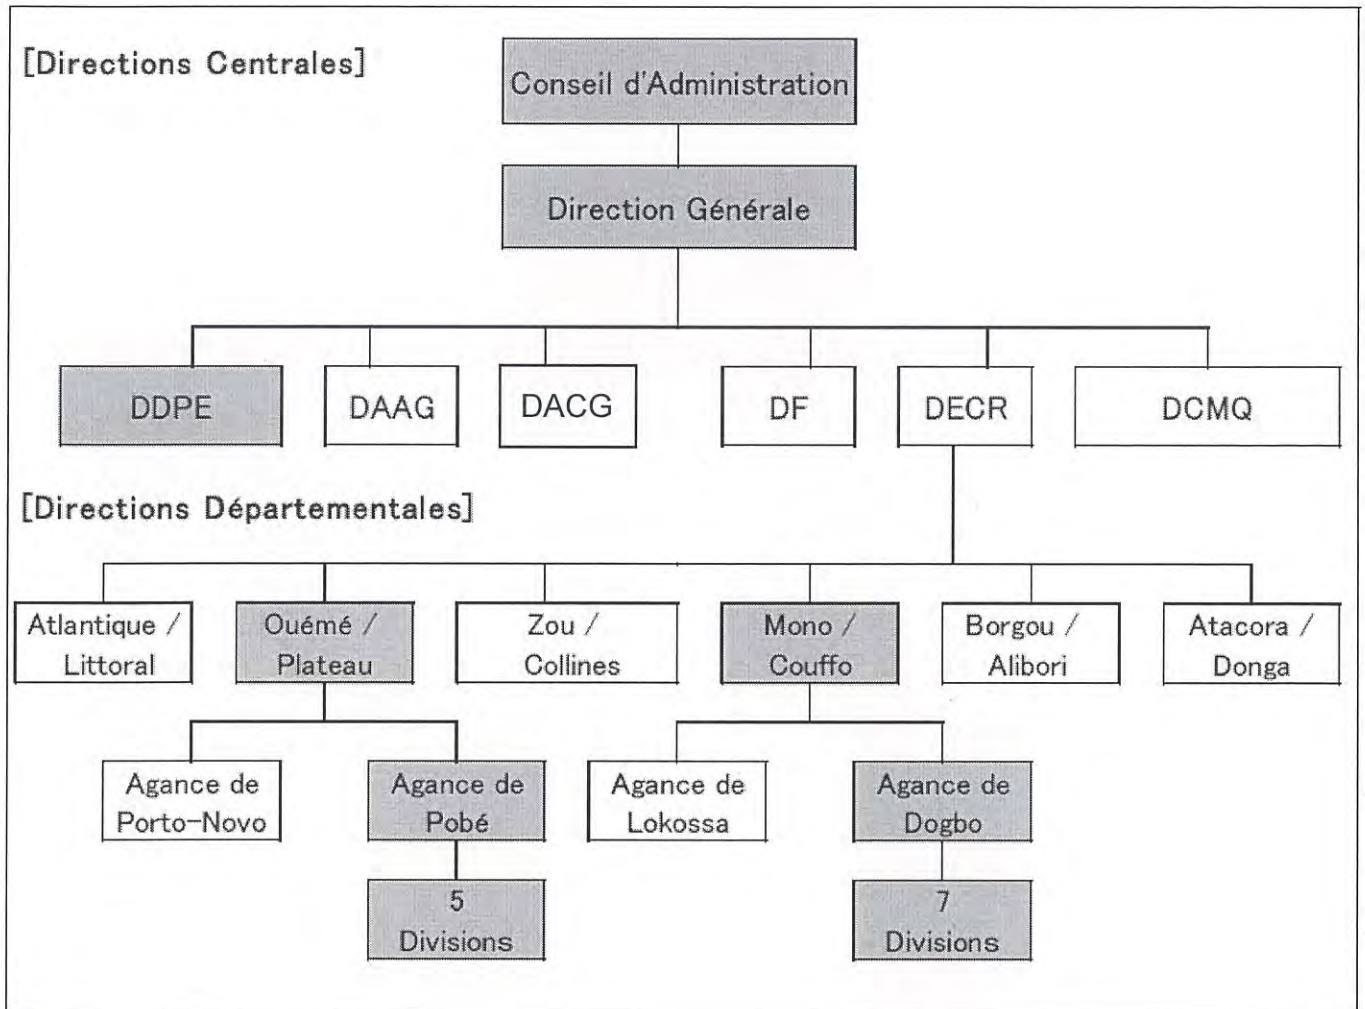 [Directions Centrales]
Conseil d'Administration
Direction Générale
DDPE
DAAG
DACG
DF
DECR
DCMQ
[Directions Départementales]
Atlantique /
Littoral
Ouémé /
Plateau
Zou /
Collines
Mono /
Couffo
Borgou /
Alibori
Atacora /
Donga
Agance de
Porto-Novo
Agance de
Pobé
Agance de
Lokossa
Agance de
Dogbo
5
Divisions
7
Divisions